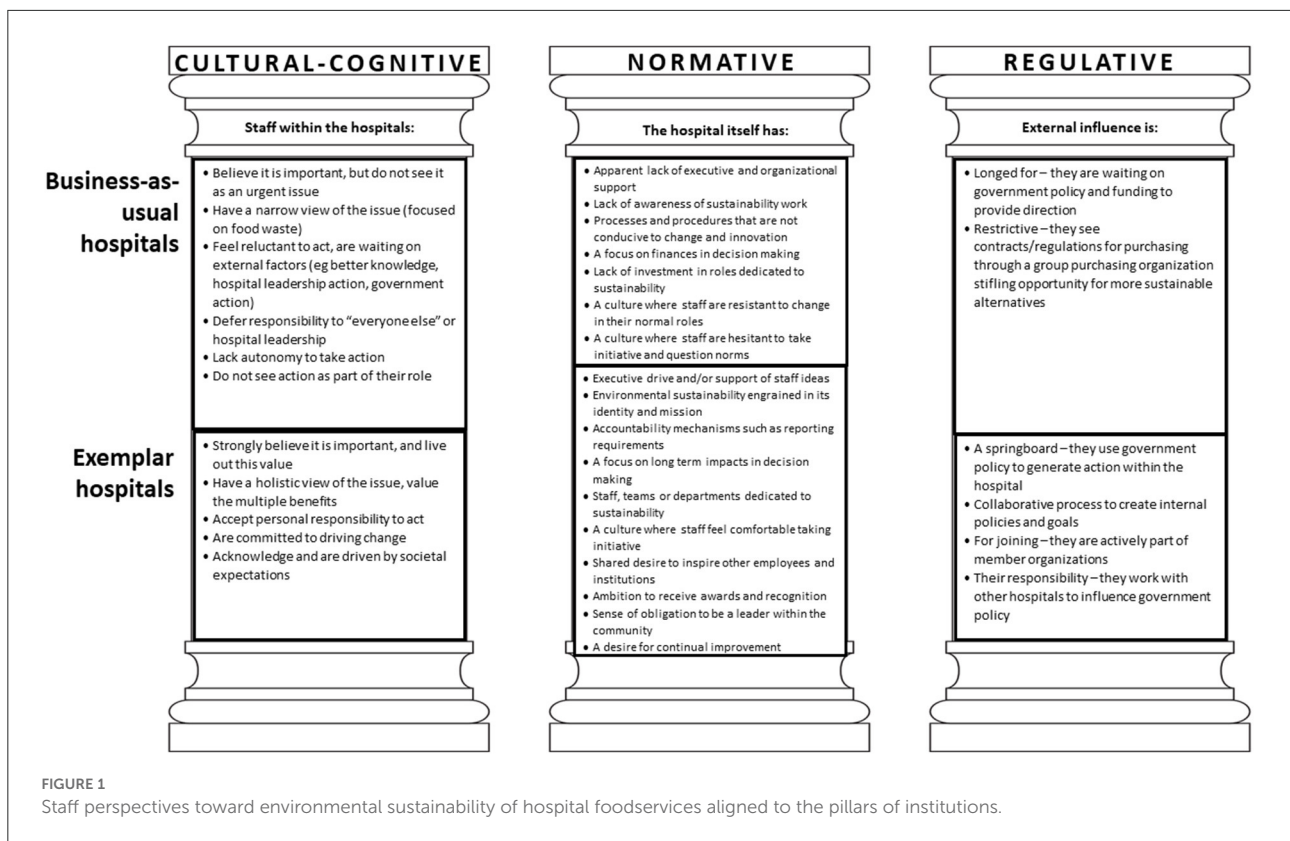 CULTURAL-COGNITIVE
NORMATIVE
REGULATIVE
Staff within the hospitals:
The hospital itself has:
External influence is:
Business-as-
usual
hospitals
• Believe it is important, but do not see it
as an urgent issue
• Have a narrow view of the issue (focused
on food waste)
• Feel reluctant to act, are waiting on
external factors (eg better knowledge,
hospital leadership action, government
action)
• Defer responsibility to "everyone else" or
hospital leadership
• Lack autonomy to take action
• Do not see action as part of their role
• Apparent lack of executive and organizational
support
• Lack of awareness of sustainability work
• Processes and procedures that are not
conducive to change and innovation
• A focus on finances in decision making
• Lack of investment in roles dedicated to
sustainability
• A culture where staff are resistant to change
in their normal roles
• A culture where staff are hesitant to take
initiative and question norms
• Longed for – they are waiting on
government policy and funding to
provide direction
• Restrictive – they see
contracts/regulations for purchasing
through a group purchasing organization
stifling opportunity for more sustainable
alternatives
Exemplar
hospitals
• Strongly believe it is important, and live
out this value
• Have a holistic view of the issue, value
the multiple benefits
• Accept personal responsibility to act
• Are committed to driving change
• Acknowledge and are driven by societal
expectations
• Executive drive and/or support of staff ideas
• Environmental sustainability engrained in its
identity and mission
• Accountability mechanisms such as reporting
requirements
• A focus on long term impacts in decision
making
• Staff, teams or departments dedicated to
sustainability
• A culture where staff feel comfortable taking
initiative
• Shared desire to inspire other employees and
institutions
• Ambition to receive awards and recognition
• Sense of obligation to be a leader within the
community
• A desire for continual improvement
• A springboard – they use government
policy to generate action within the
hospital
• Collaborative process to create internal
policies and goals
• For joining – they are actively part of
member organizations
• Their responsibility – they work with
other hospitals to influence government
policy
FIGURE 1
Staff perspectives toward environmental sustainability of hospital foodservices aligned to the pillars of institutions.